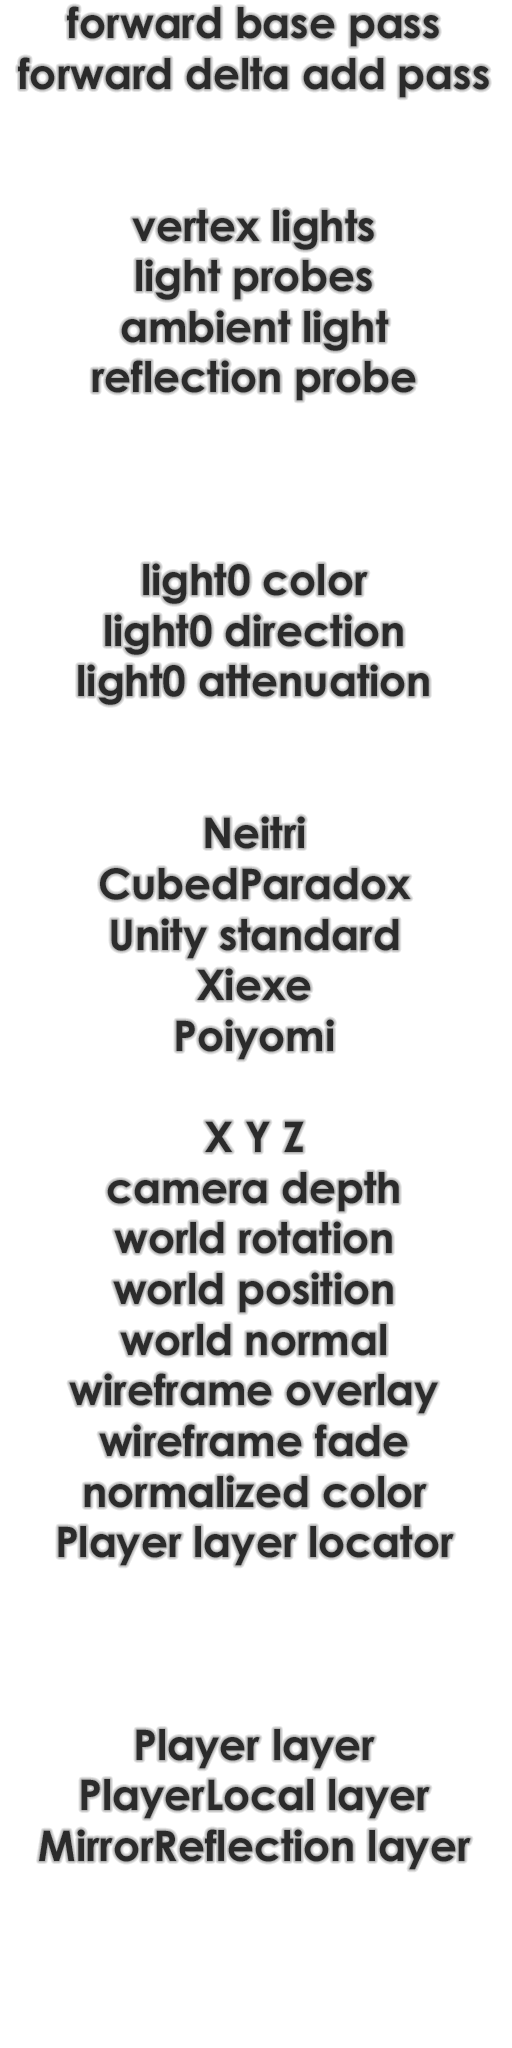 forward base pass
forward delta add pass
vertex lights
light probes
ambient light
reflection probe
light0 color
light0 direction
light0 attenuation
Neitri
CubedParadox
Unity standard
Xiexe
Poiyomi
X Y Z
camera depth
world rotation
world position
world normal
wireframe overlay
wireframe fade
normalized color
Player layer locator
Player layer
PlayerLocal layer
MirrorReflection layer